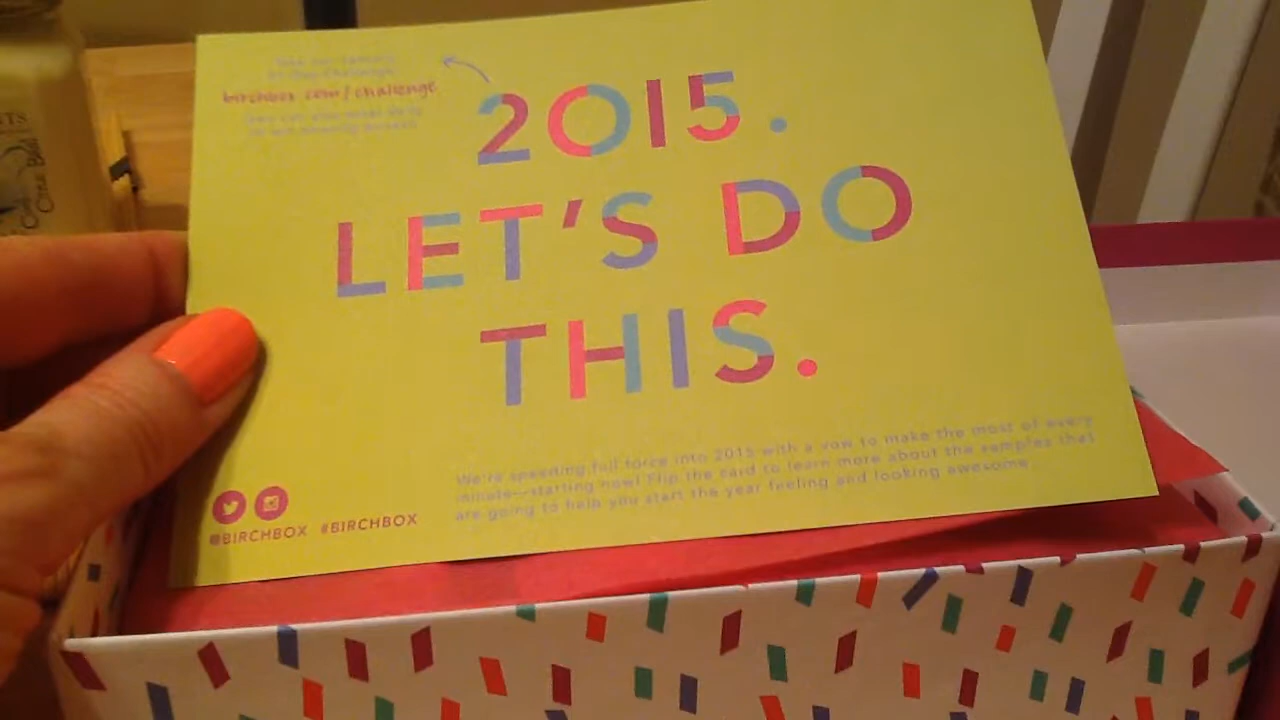 birchbox.com/challenge
2015.
LET'S DO
THIS.
We're speeding full force into 2015 with a vow to make the most of every
minute—starting now! Flip the card to learn more about the samples that
are going to help you start the year feeling and looking awesome.
@BIRCHBOX #BIRCHBOX